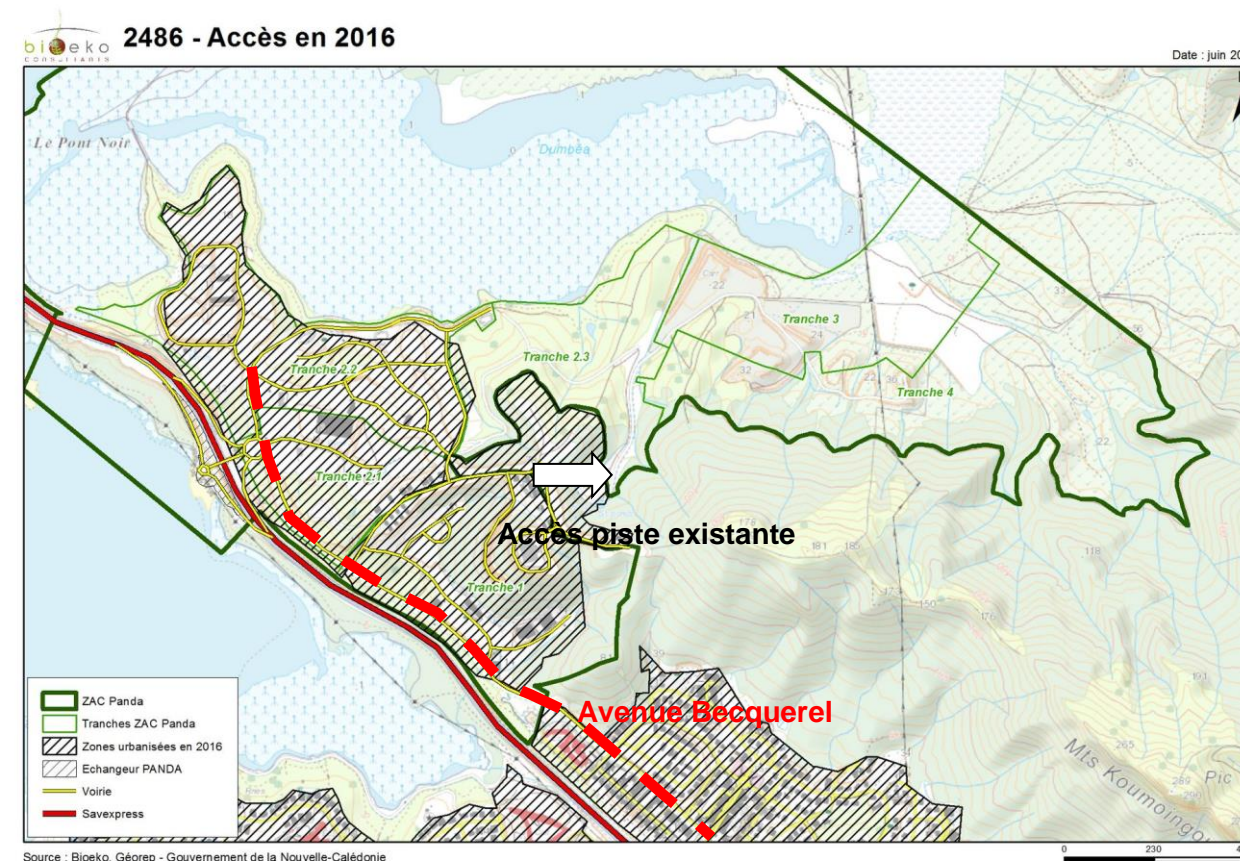 bioeko
CONSULTANTS
2486 - Accès en 2016
Date : juin 20
Le Pont Noir
Dumbéa
Tranche 3
Tranche 2.3
Tranche 2.2
Tranche 4
Tranche 2.1
Accès piste existante
Tranche 1
Avenue Becquerel
ZAC Panda
Tranches ZAC Panda
Zones urbanisées en 2016
Echangeur PANDA
Voirie
Savexpress
Mts Koumoingo
Pic
0 230 4
Source : Bioeko, Géorep - Gouvernement de la Nouvelle-Calédonie